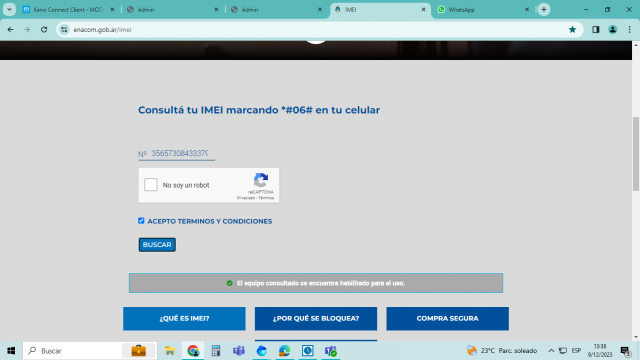 Kerio Connect Client - MCC
Admin
Admin
IMEI
WhatsApp
enacom.gob.ar/imei
Consultá tu IMEI marcando *#06# en tu celular
Nº 356573084333379
No soy un robot
reCAPTCHA
Privacidad - Términos
ACEPTO TERMINOS Y CONDICIONES
BUSCAR
El equipo consultado se encuentra habilitado para el uso.
¿QUÉ ES IMEI?
¿POR QUÉ SE BLOQUEA?
COMPRA SEGURA
Buscar
23°C Parc. soleado
ESP
13:36
9/12/2023